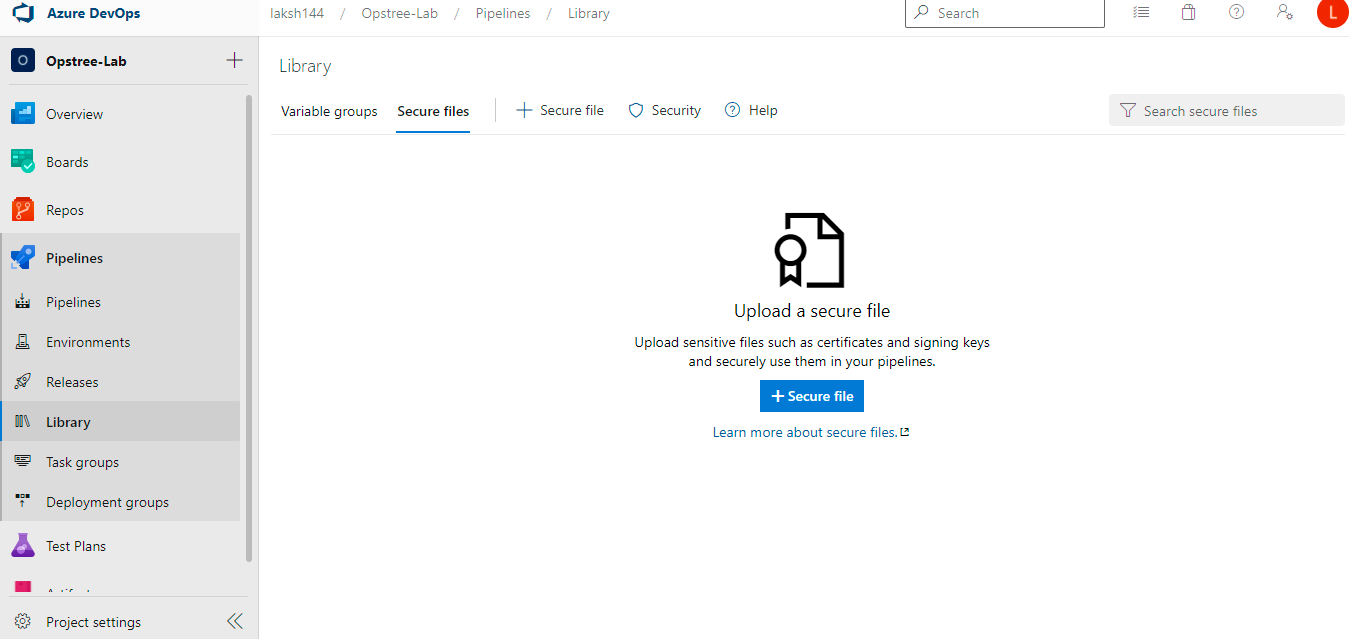 Azure DevOps
laksh144 / Opstree-Lab / Pipelines / Library
Search
L
O Opstree-Lab
Overview
Boards
Repos
Pipelines
Pipelines
Environments
Releases
Library
Task groups
Deployment groups
Test Plans
Project settings
Library
Variable groups Secure files + Secure file Security ? Help
Search secure files
Upload a secure file
Upload sensitive files such as certificates and signing keys
and securely use them in your pipelines.
+ Secure file
Learn more about secure files.